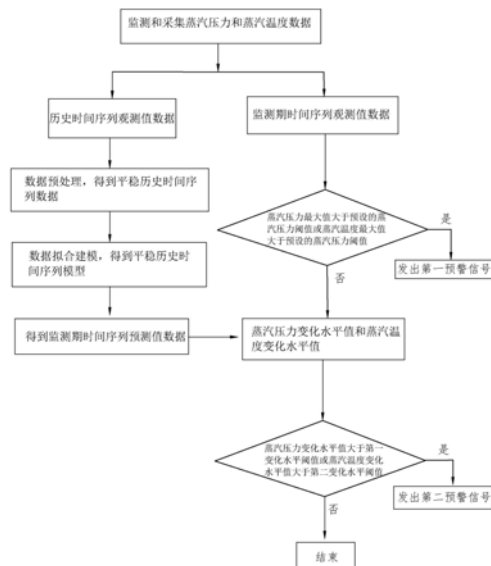 监测和采集蒸汽压力和蒸汽温度数据
历史时间序列观测值数据
监测期时间序列观测值数据
数据预处理，得到平稳历史时间序
列数据
蒸汽压力最大值大于预设的蒸
汽压力阈值或蒸汽温度最大值
大于预设的蒸汽压力阈值
是
发出第一预警信号
数据拟合建模，得到平稳历史时
间序列模型
否
得到监测期时间序列预测值数据
蒸汽压力变化水平值和蒸汽温
度变化水平值
蒸汽压力变化水平值大于第一
变化水平阈值或蒸汽温度变化
水平值大于第二变化水平阈值
是
发出第二预警信号
否
结束